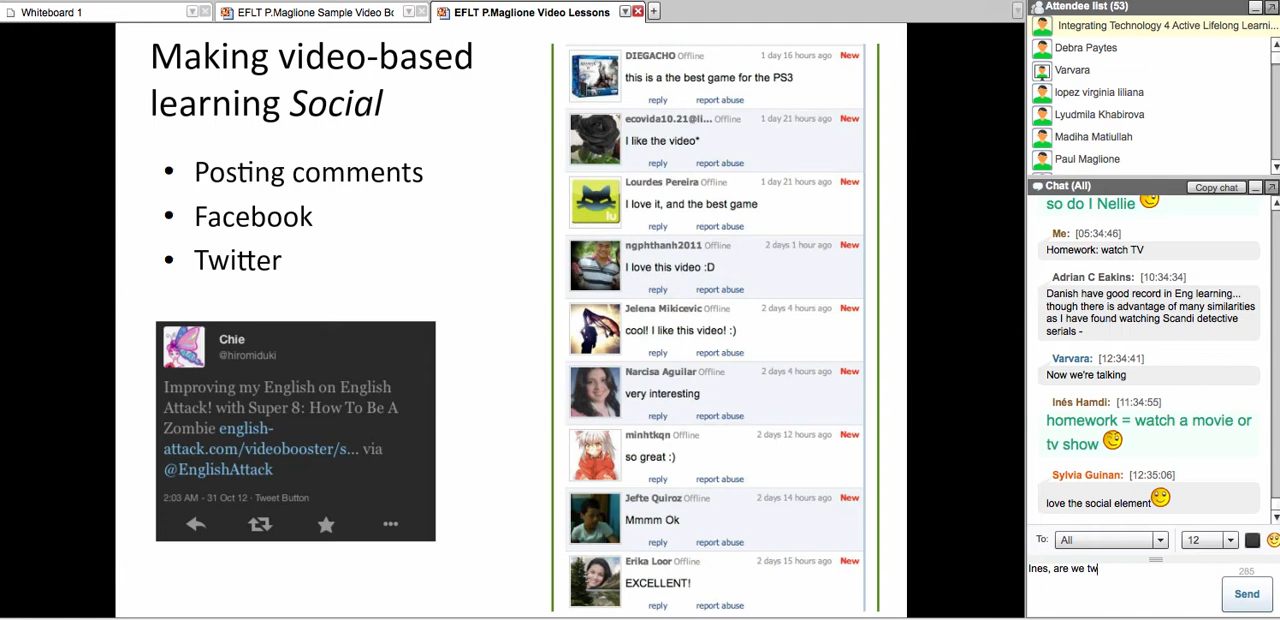 Whiteboard 1
EFLT P.Maglione Sample Video Bo
EFLT P.Maglione Video Lessons
Making video-based
learning Social
• Posting comments
• Facebook
• Twitter
Chie
@hiromiduki
Improving my English on English
Attack! with Super 8: How To Be A
Zombie english-
attack.com/videobooster/s... via
@EnglishAttack
2:03 AM - 31 Oct 12 · Tweet Button
DIEGACHO Offline 1 day 16 hours ago New
this is a the best game for the PS3
reply report abuse
ecovida10.21@li... Offline 1 day 21 hours ago New
I like the video*
reply report abuse
Lourdes Pereira Offline 1 day 21 hours ago New
lu
I love it, and the best game
reply report abuse
ngphthanh2011 Offline 2 days 1 hour ago New
I love this video :D
reply report abuse
Jelena Mikicevic Offline 2 days 4 hours ago New
cool! I like this video! :)
reply report abuse
Narcisa Aguilar Offline 2 days 4 hours ago New
very interesting
reply report abuse
minhtkqn Offline 2 days 12 hours ago New
so great :)
reply report abuse
Jefte Quiroz Offline 2 days 14 hours ago New
Mmmm Ok
reply report abuse
Erika Loor Offline 2 days 15 hours ago New
EXCELLENT!
reply report abuse
Attendee list (53)
Integrating Technology 4 Active Lifelong Learni...
Debra Paytes
Varvara
lopez virginia liliana
Lyudmila Khabirova
Madiha Matiullah
Paul Maglione
Chat (All) Copy chat
so do I Nellie
Me: [05:34:46]
Homework: watch TV
Adrian C Eakins: [10:34:34]
Danish have good record in Eng learning...
though there is advantage of many similarities
as I have found watching Scandi detective
serials -
Varvara: [12:34:41]
Now we're talking
Inés Hamdi: [11:34:55]
homework = watch a movie or
tv show
Sylvia Guinan: [12:35:06]
love the social element
To: All 12
Ines, are we tw
285
Send